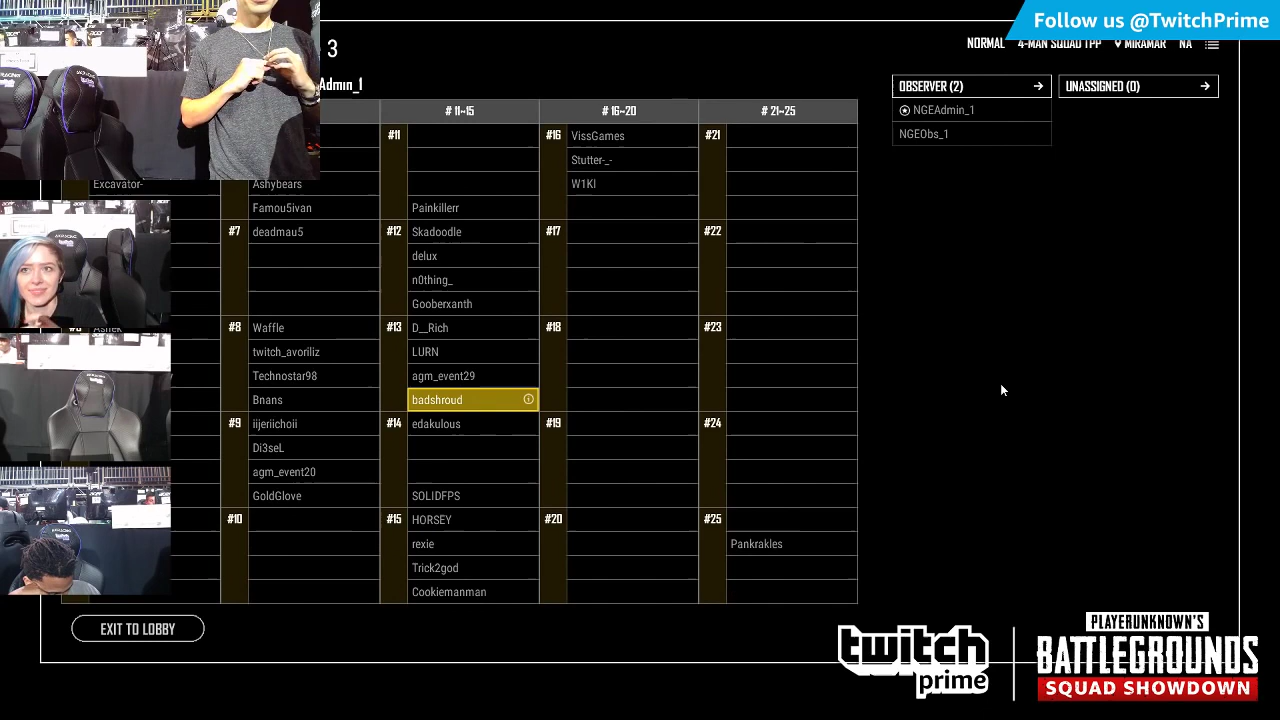 Follow us @TwitchPrime
3
NORMAL 4-MAN SQUAD TPP MIRAMAR NA
Admin_1
OBSERVER (2)
UNASSIGNED (0)
NGEAdmin_1
NGEObs_1
# 11~15
# 16~20
# 21~25
#11
#16 VissGames
#21
Stutter-_-
Excavator-
Ashybears
W1KI
Famou5ivan
Painkillerr
#7 deadmau5
#12 Skadoodle
#17
#22
delux
n0thing_
Gooberxanth
#8 Waffle
#13 D__Rich
#18
#23
twitch_avoriliz
LURN
Technostar98
agm_event29
Bnans
badshroud
#9 iijeriichoii
#14 edakulous
#19
#24
Di3seL
agm_event20
GoldGlove
SOLIDFPS
#10
#15 HORSEY
#20
#25
rexie
Pankrakles
Trick2god
Cookiemanman
EXIT TO LOBBY
twitch prime
PLAYERUNKNOWN'S
BATTLEGROUNDS
SQUAD SHOWDOWN